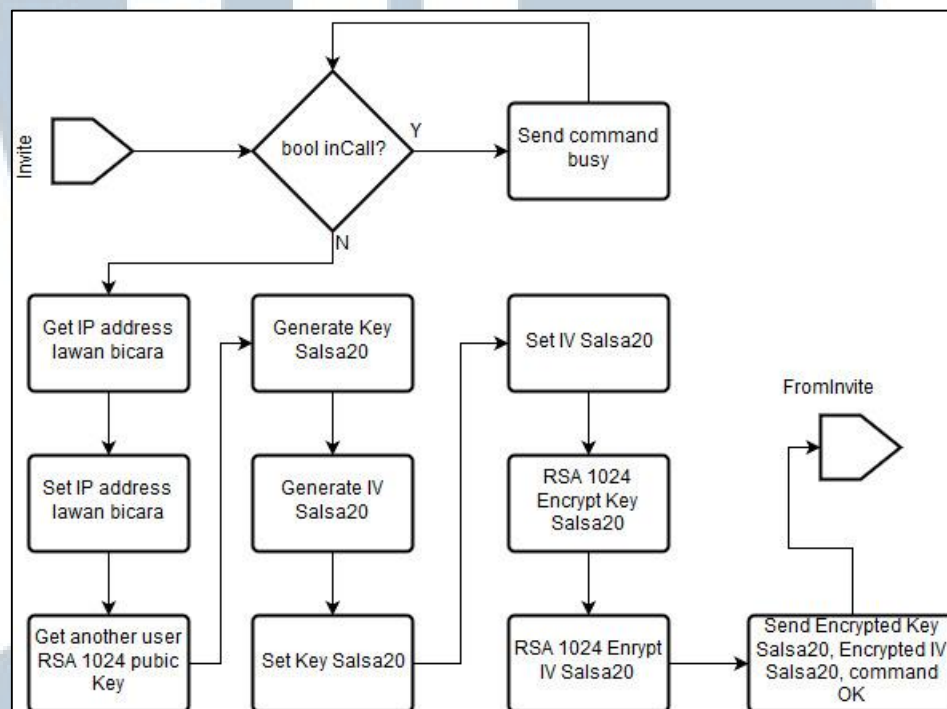 Invite
bool inCall?
Y
Send command
busy
N
Get IP address
lawan bicara
Set IP address
lawan bicara
Get another user
RSA 1024 pubic
Key
Generate Key
Salsa20
Generate IV
Salsa20
Set Key Salsa20
Set IV Salsa20
RSA 1024
Encrypt Key
Salsa20
RSA 1024 Enrypt
IV Salsa20
Send Encrypted Key
Salsa20, Encrypted IV
Salsa20, command
OK
FromInvite